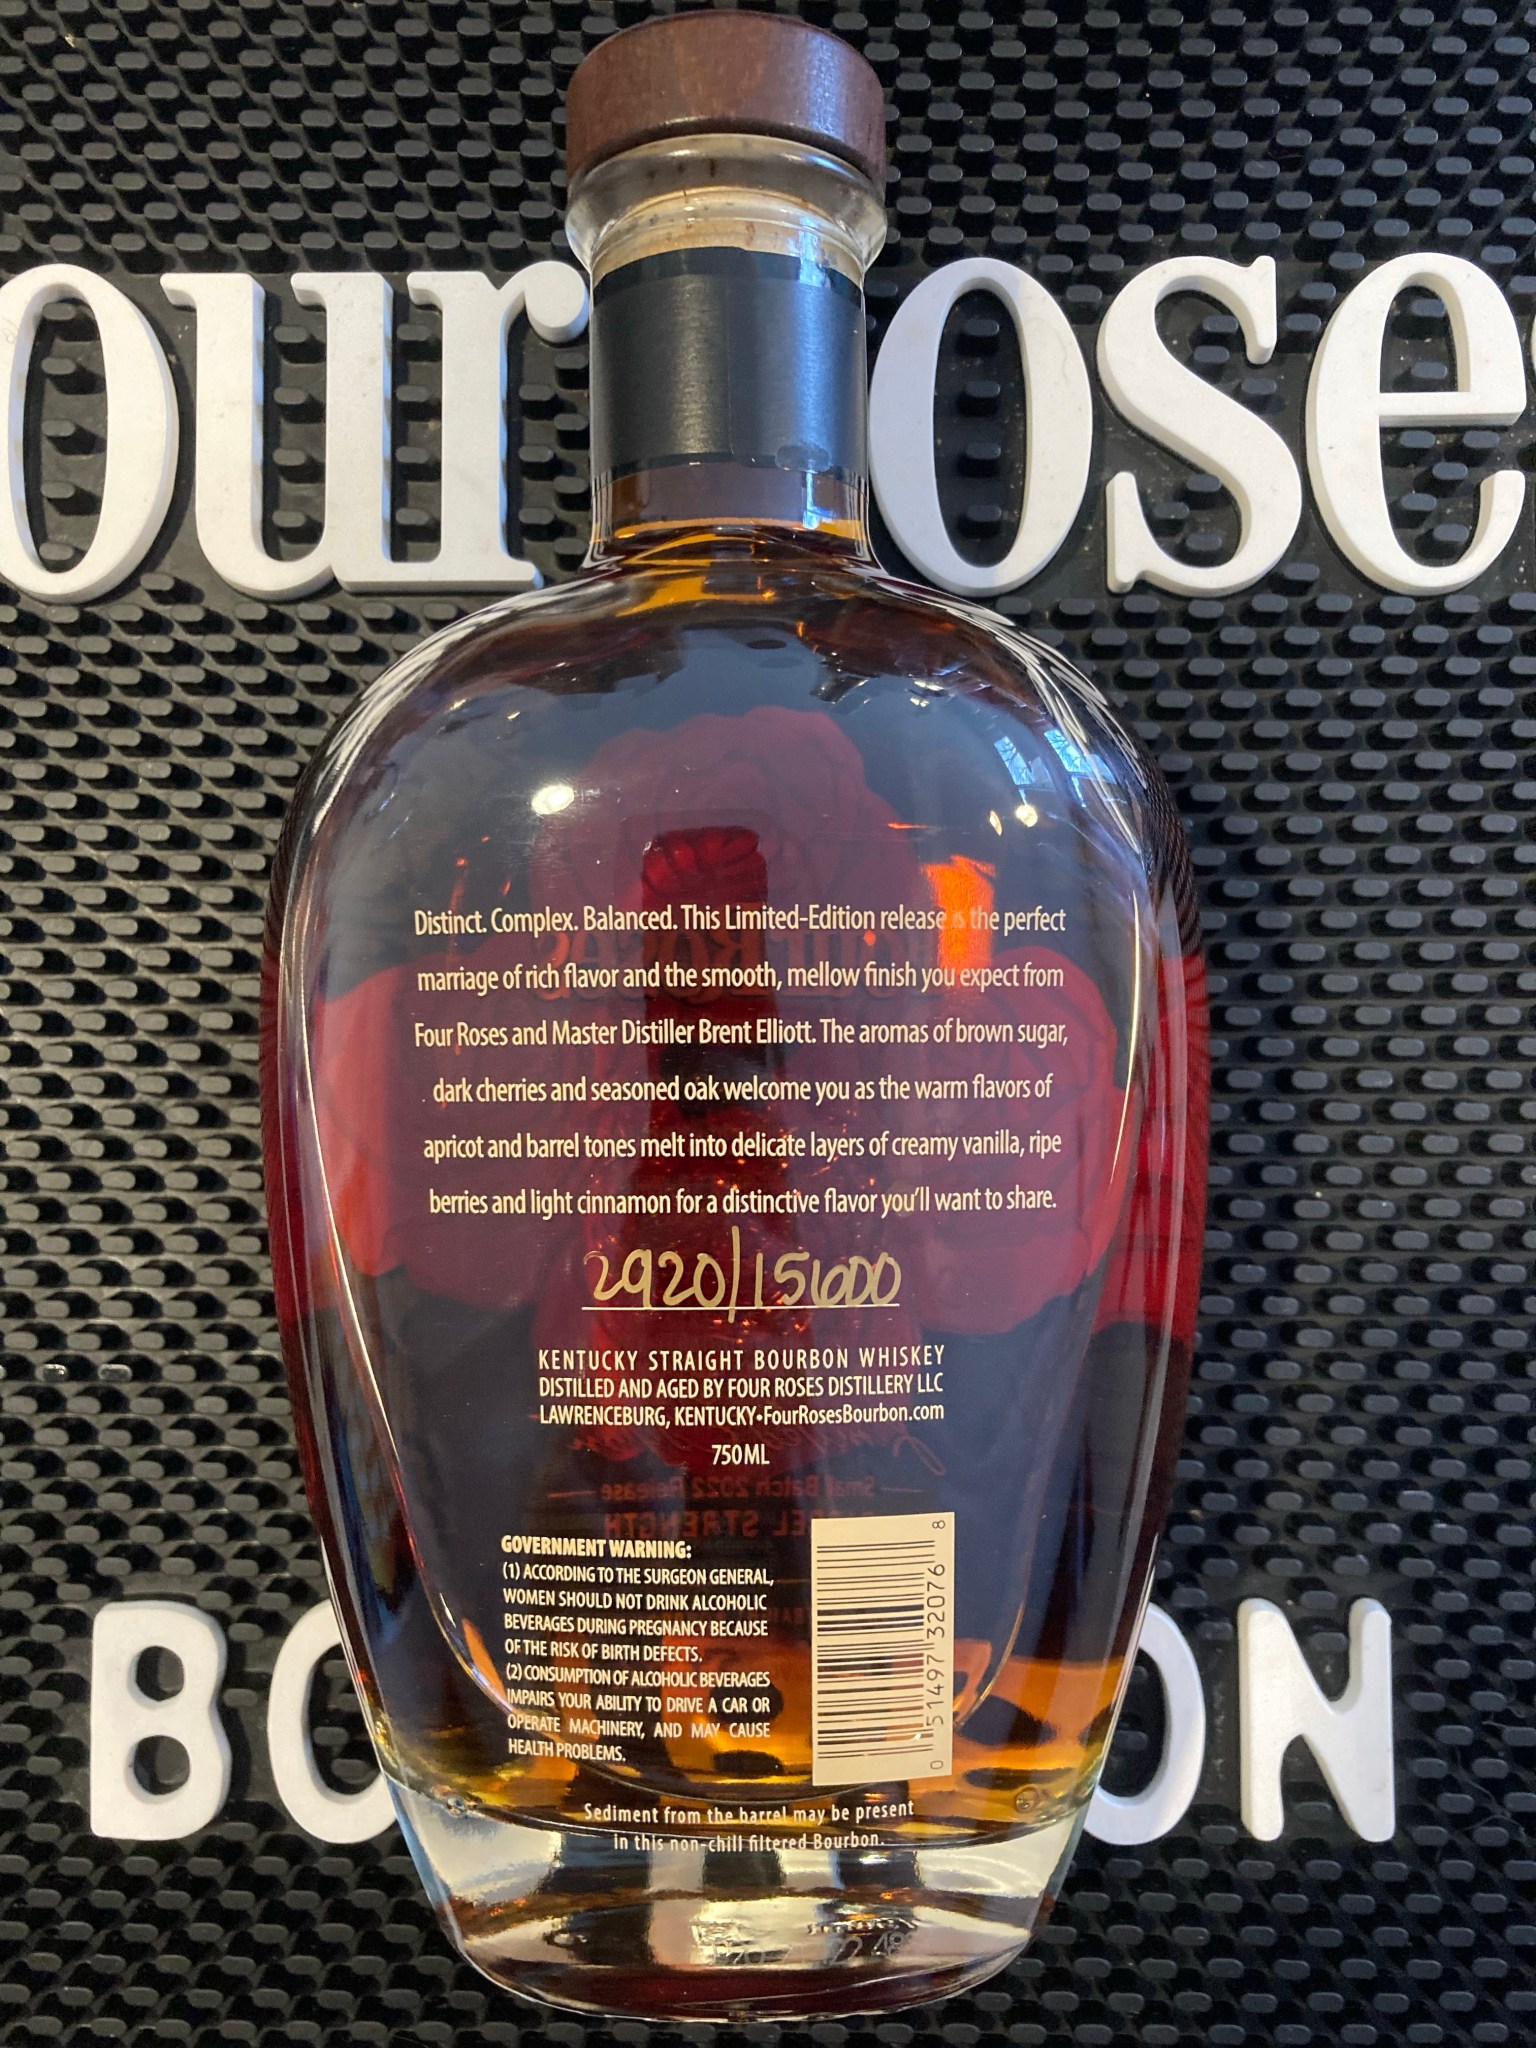 our ose
Distinct. Complex. Balanced. This Limited-Edition release is the perfect
marriage of rich flavor and the smooth, mellow finish you expect from
Four Roses and Master Distiller Brent Elliott. The aromas of brown sugar,
dark cherries and seasoned oak welcome you as the warm flavors of
apricot and barrel tones melt into delicate layers of creamy vanilla, ripe
berries and light cinnamon for a distinctive flavor you'll want to share.
2920/15600
KENTUCKY STRAIGHT BOURBON WHISKEY
DISTILLED AND AGED BY FOUR ROSES DISTILLERY LLC
LAWRENCEBURG, KENTUCKY•FourRosesBourbon.com
750ML
Small Batch 2022 Release
STRENGTH
GOVERNMENT WARNING:
(1) ACCORDING TO THE SURGEON GENERAL,
WOMEN SHOULD NOT DRINK ALCOHOLIC
BEVERAGES DURING PREGNANCY BECAUSE
OF THE RISK OF BIRTH DEFECTS.
(2) CONSUMPTION OF ALCOHOLIC BEVERAGES
IMPAIRS YOUR ABILITY TO DRIVE A CAR OR
OPERATE MACHINERY, AND MAY CAUSE
HEALTH PROBLEMS.
0 51497 32076 8
BO ON
Sediment from the barrel may be present
in this non-chill filtered Bourbon.